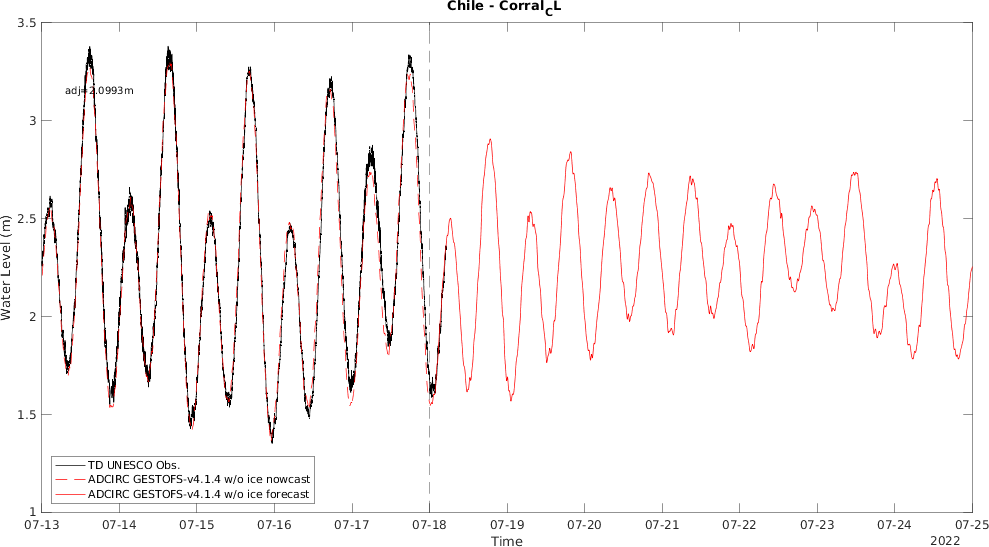 Chile - Corral_CL
3.5
adj=2.0993m
3
2.5
Water Level (m)
2
1.5
TD UNESCO Obs.
ADCIRC GESTOFS-v4.1.4 w/o ice nowcast
ADCIRC GESTOFS-v4.1.4 w/o ice forecast
1
07-13 07-14 07-15 07-16 07-17 07-18 07-19 07-20 07-21 07-22 07-23 07-24 07-25
Time
2022